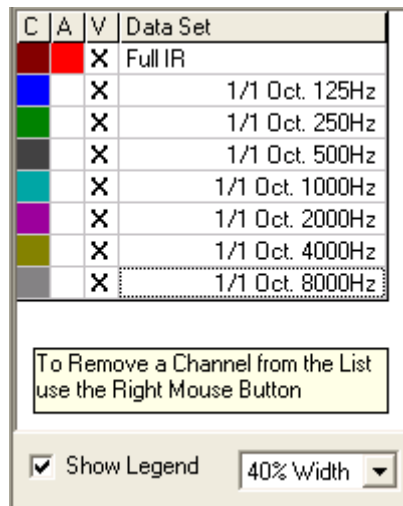 C A V Data Set
X Full IR
X 1/1 Oct. 125Hz
X 1/1 Oct. 250Hz
X 1/1 Oct. 500Hz
X 1/1 Oct. 1000Hz
X 1/1 Oct. 2000Hz
X 1/1 Oct. 4000Hz
X 1/1 Oct. 8000Hz
To Remove a Channel from the List
use the Right Mouse Button
Show Legend 40% Width